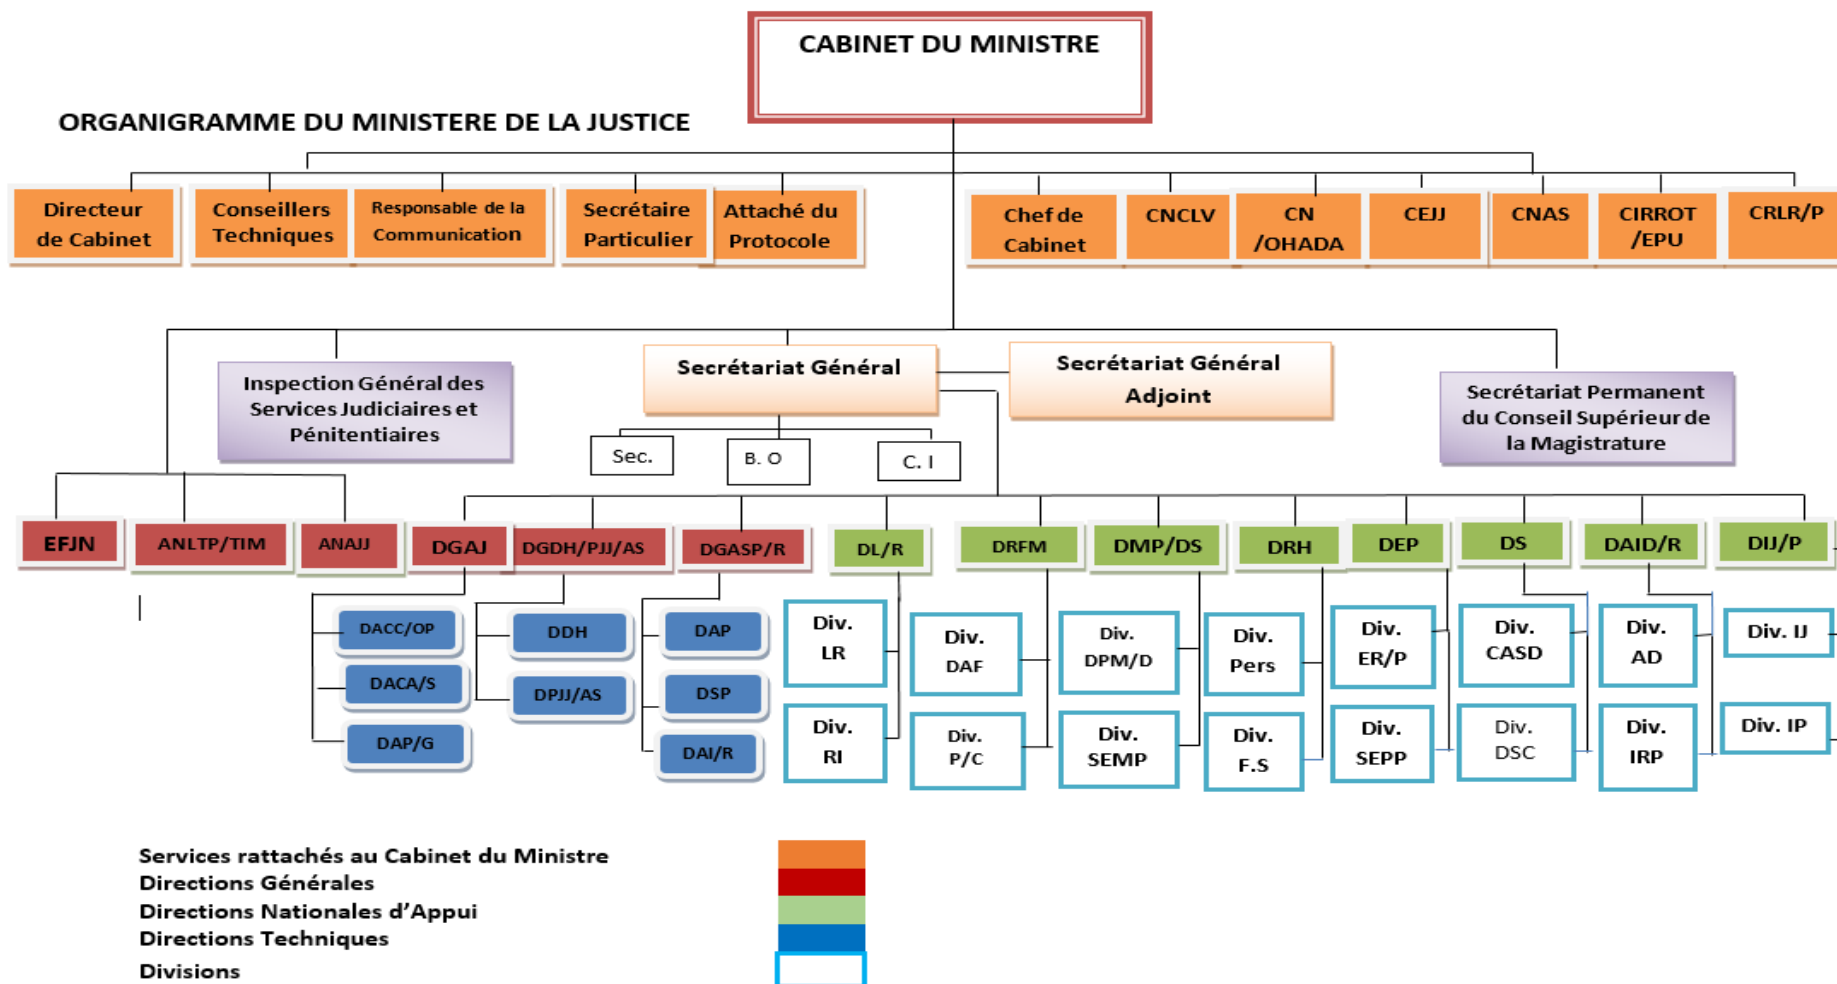 CABINET DU MINISTRE
ORGANIGRAMME DU MINISTERE DE LA JUSTICE
Directeur
de Cabinet
Conseillers
Techniques
Responsable de la
Communication
Secrétaire
Particulier
Attaché du
Protocole
Chef de
Cabinet
CNCLV
CN
/OHADA
CEJJ
CNAS
CIRROT
/EPU
CRLR/P
Inspection Général des
Services Judiciaires et
Pénitentiaires
Secrétariat Général
Secrétariat Général
Adjoint
Secrétariat Permanent
du Conseil Supérieur de
la Magistrature
Sec.
B. O
C. I
EFJN
ANLTP/TIM
ANAJJ
DGAJ
DGDH/PJJ/AS
DGASP/R
DL/R
DRFM
DMP/DS
DRH
DEP
DS
DAID/R
DIJ/P
DACC/OP
DACA/S
DAP/G
DDH
DPJJ/AS
DAP
DSP
DAI/R
Div.
LR
Div.
RI
Div.
DAF
Div.
P/C
Div.
DPM/D
Div.
SEMP
Div.
Pers
Div.
F.S
Div.
ER/P
Div.
SEPP
Div.
CASD
Div.
DSC
Div.
AD
Div.
IRP
Div. IJ
Div. IP
Services rattachés au Cabinet du Ministre
Directions Générales
Directions Nationales d'Appui
Directions Techniques
Divisions